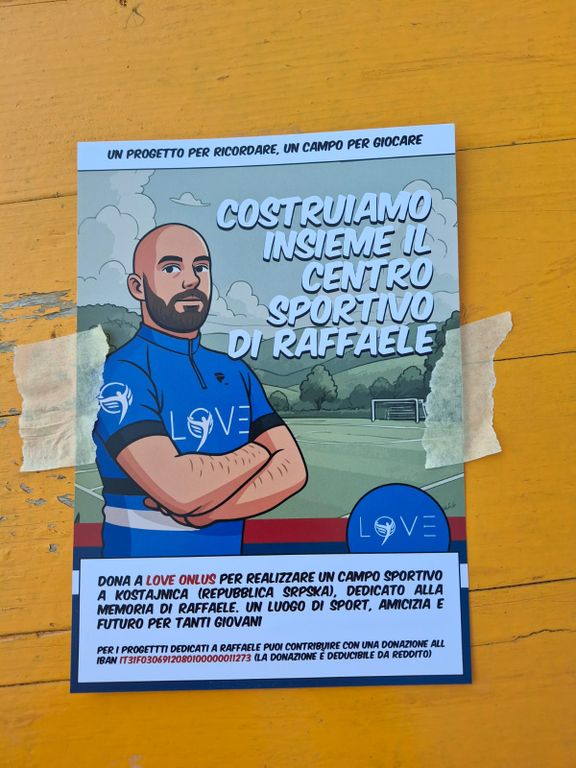 UN PROGETTO PER RICORDARE, UN CAMPO PER GIOCARE
COSTRUIAMO
INSIEME IL
CENTRO
SPORTIVO
DI RAFFAELE
LOVE
LOVE
DONA A LOVE ONLUS PER REALIZZARE UN CAMPO SPORTIVO
A KOSTAJNICA (REPUBBLICA SRPSKA), DEDICATO ALLA
MEMORIA DI RAFFAELE. UN LUOGO DI SPORT, AMICIZIA E
FUTURO PER TANTI GIOVANI
PER I PROGETTTI DEDICATI A RAFFAELE PUOI CONTRIBUIRE CON UNA DONAZIONE ALL
IBAN IT31F0306912080100000011273 (LA DONAZIONE É DEDUCIBILE DA REDDITO)